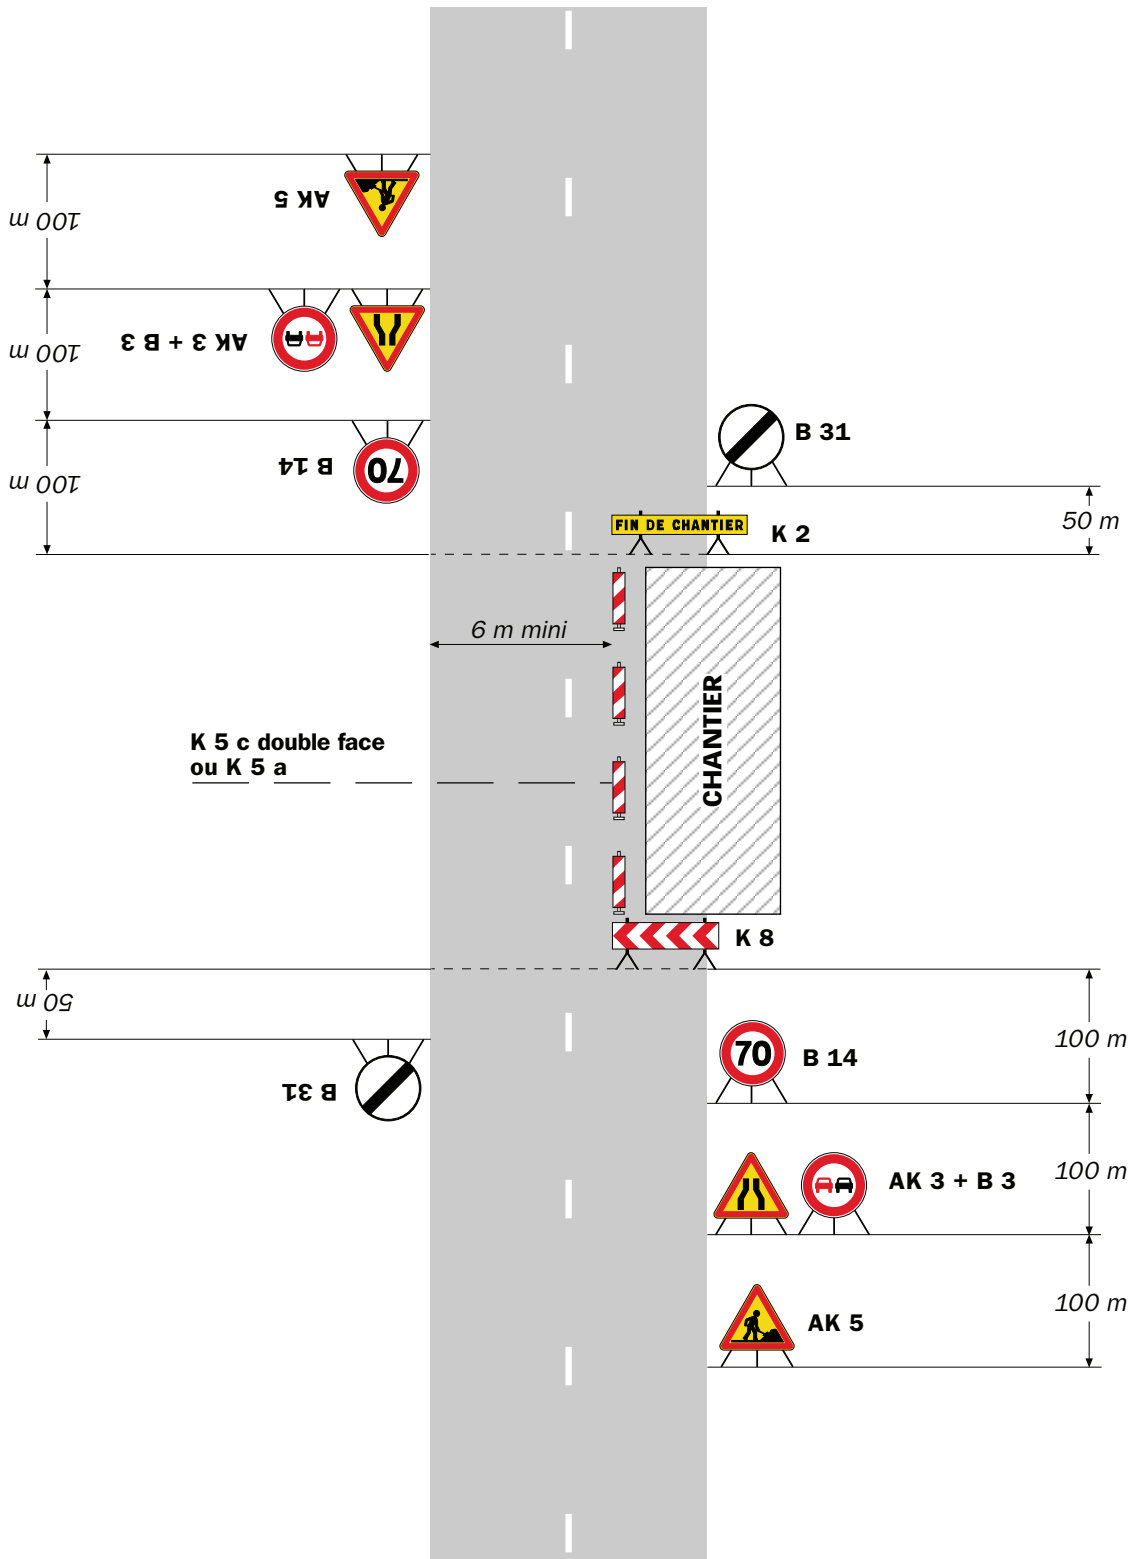 AK 5
100 m
AK 3 + B 3
100 m
B 14
70
100 m
B 31
50 m
FIN DE CHANTIER
K 2
6 m mini
CHANTIER
K 5 c double face
ou K 5 a
K 8
50 m
B 31
70
B 14
100 m
AK 3 + B 3
100 m
AK 5
100 m